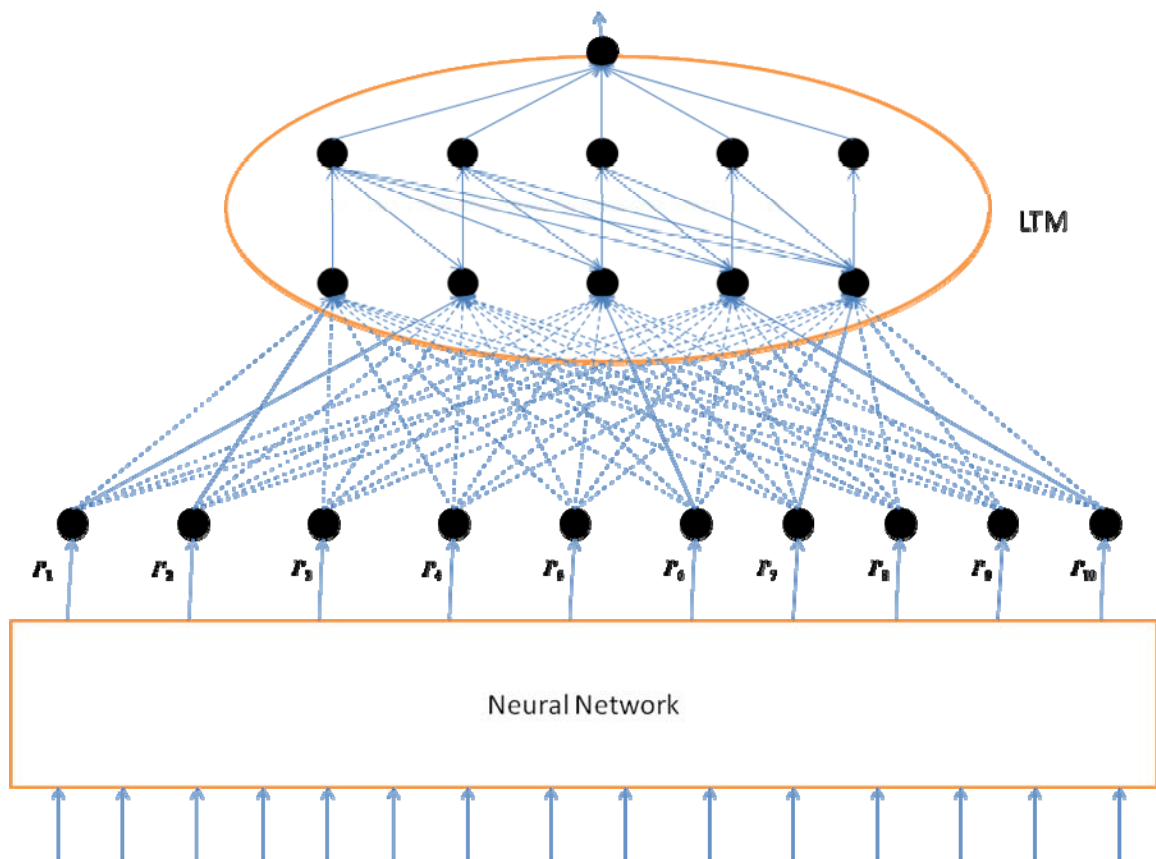 LTM
r₁ r₂ r₃ r₄ r₅ r₆ r₇ r₈ r₉ r₁₀
Neural Network